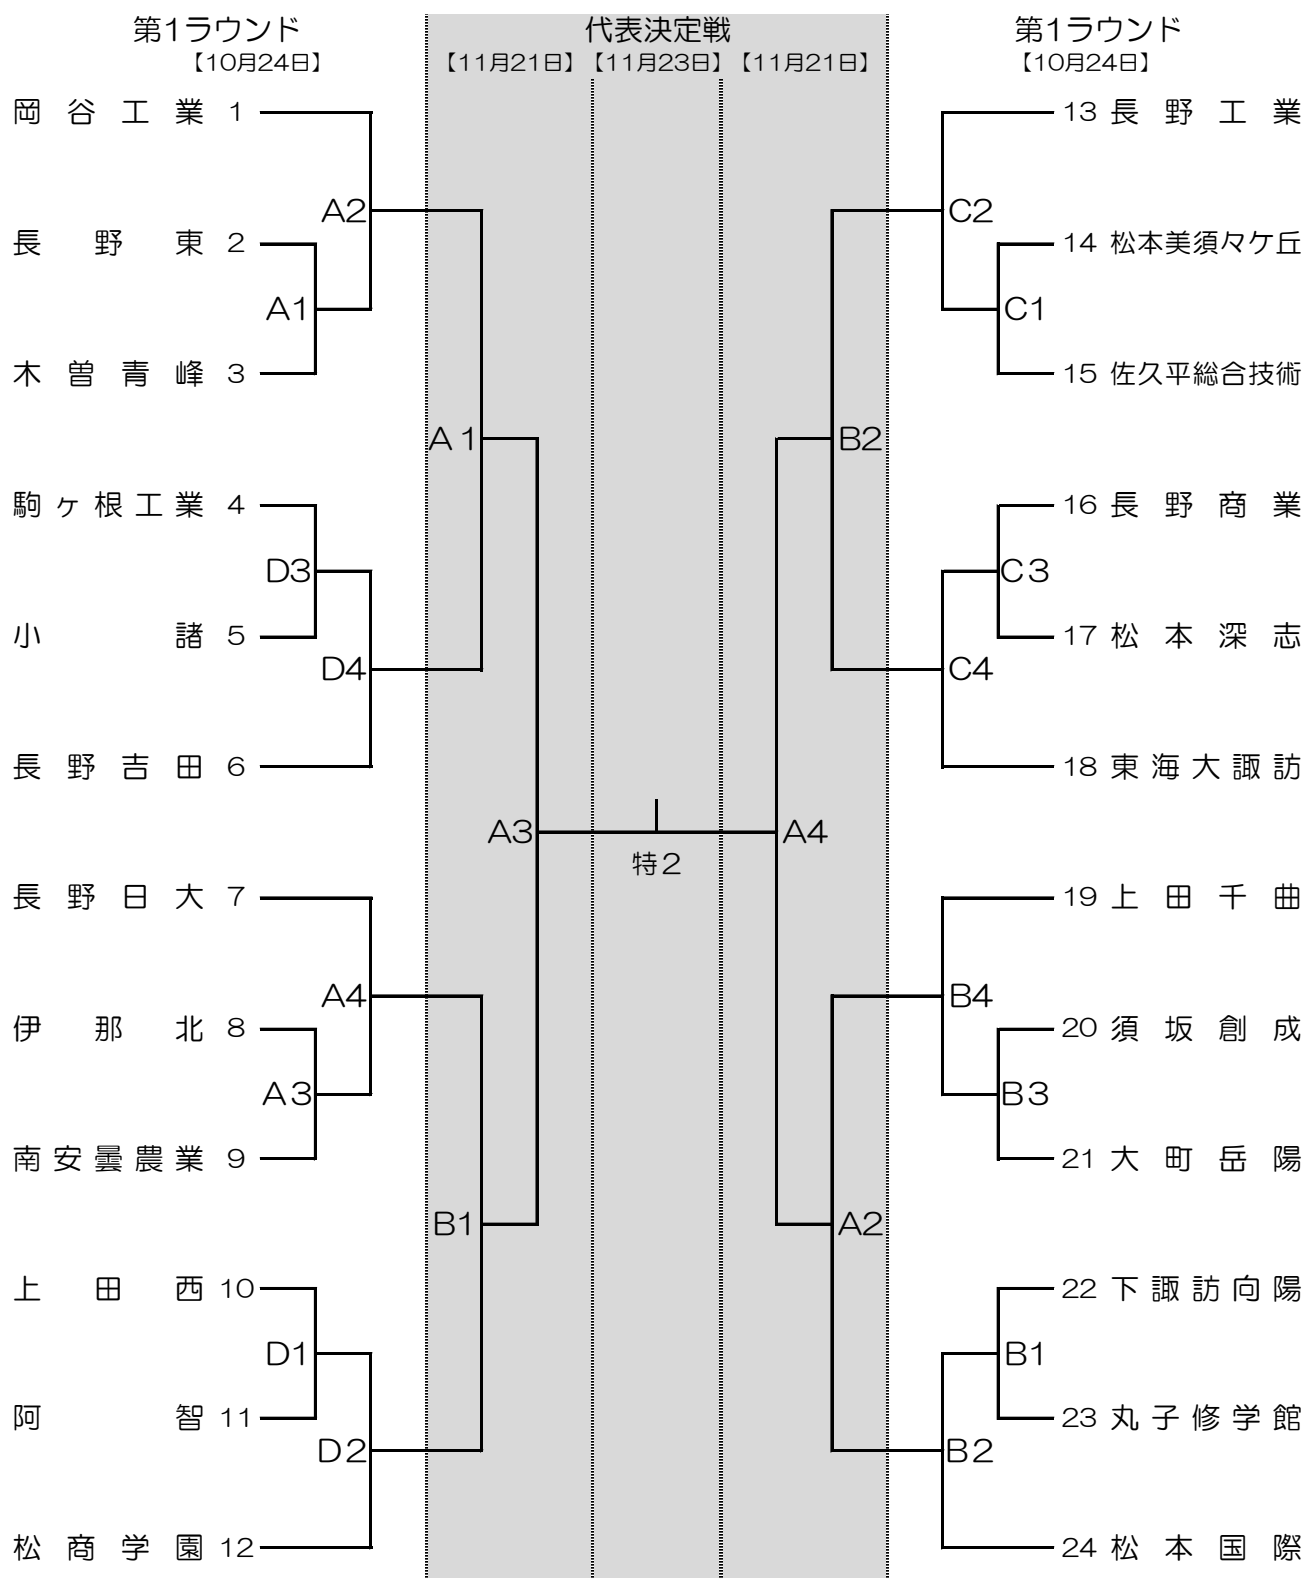 第1ラウンド 代表決定戦 第1ラウンド
【10月24日】 【11月21日】 【11月23日】 【11月21日】 【10月24日】
岡谷工業 1 13 長野工業
A2 C2
長野東 2 14 松本美須々ケ丘
A1 C1
木曽青峰 3 15 佐久平総合技術
A1 B2
駒ヶ根工業 4 16 長野商業
D3 C3
小諸 5 17 松本深志
D4 C4
長野吉田 6 18 東海大諏訪
A3 A4
特2
長野日大 7 19 上田千曲
A4 B4
伊那北 8 20 須坂創成
A3 B3
南安曇農業 9 21 大町岳陽
B1 A2
上田西 10 22 下諏訪向陽
D1 B1
阿智 11 23 丸子修学館
D2 B2
松商学園 12 24 松本国際